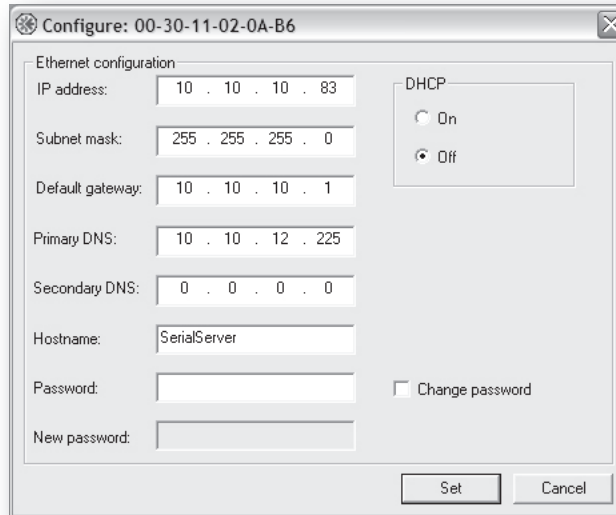 Configure: 00-30-11-02-0A-B6
Ethernet configuration
IP address: 10 . 10 . 10 . 83
DHCP
On
Subnet mask: 255 . 255 . 255 . 0
Off
Default gateway: 10 . 10 . 10 . 1
Primary DNS: 10 . 10 . 12 . 225
Secondary DNS: 0 . 0 . 0 . 0
Hostname: SerialServer
Password:
Change password
New password:
Set
Cancel